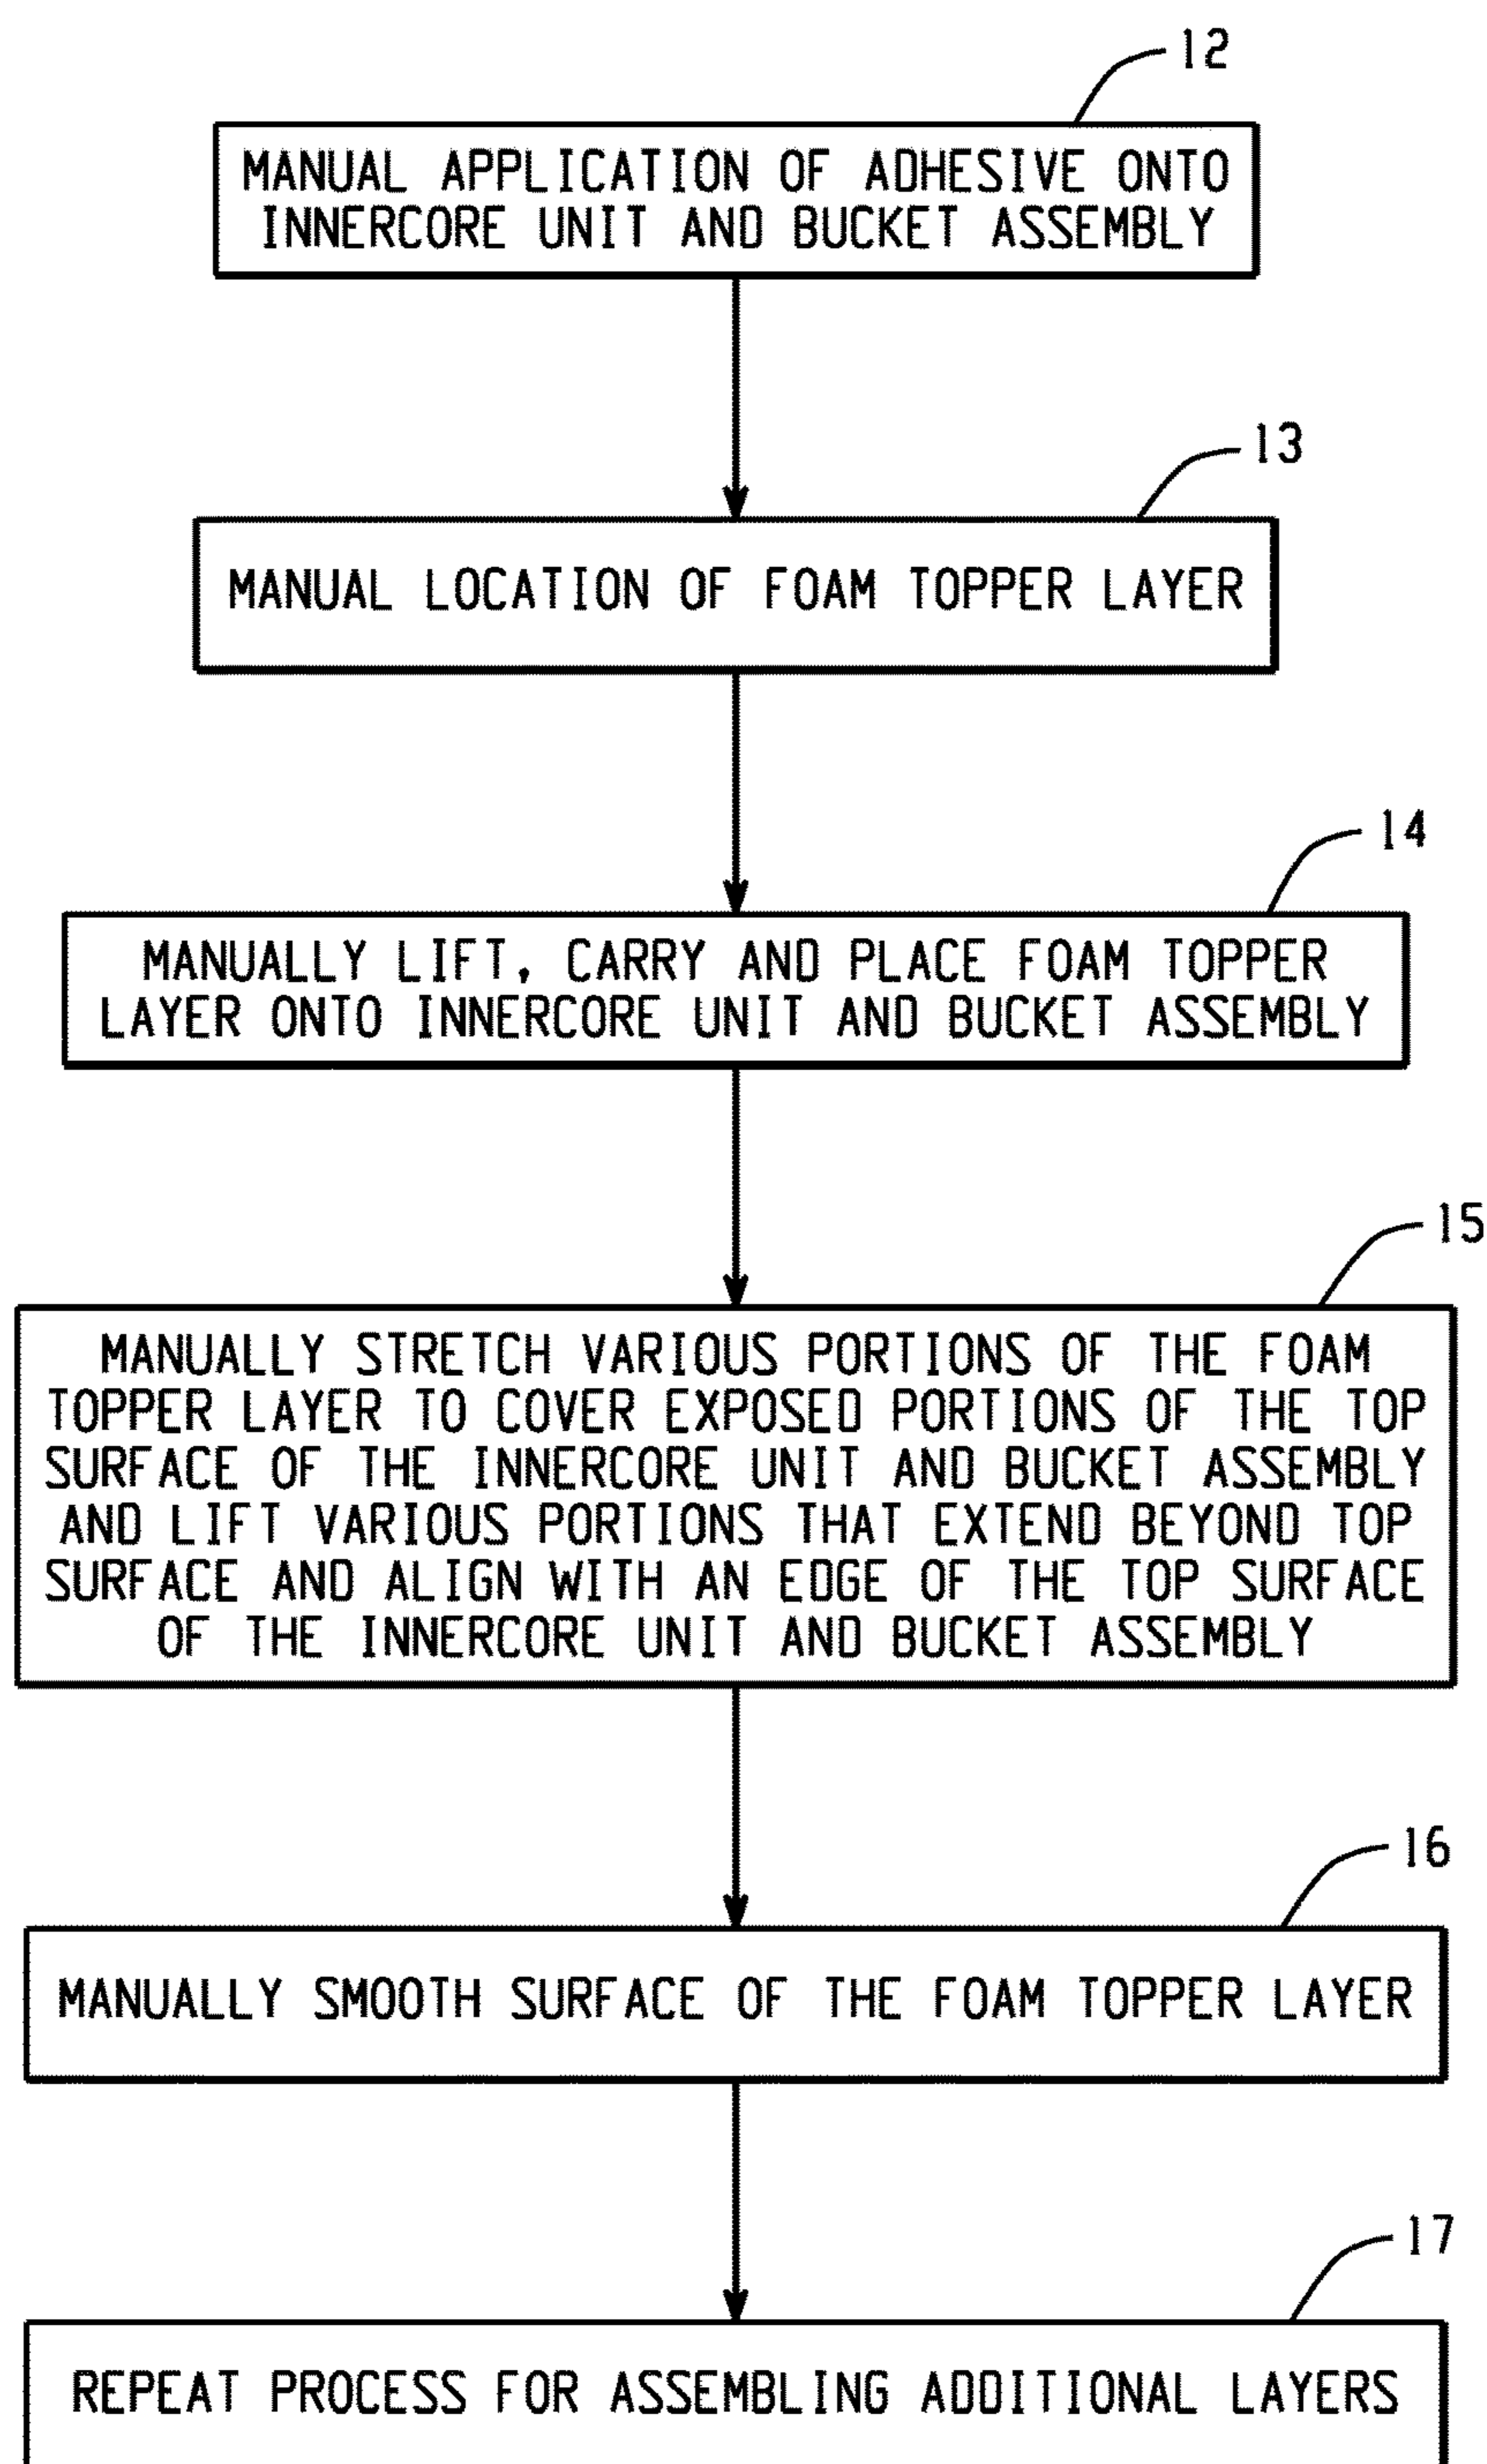 12
MANUAL APPLICATION OF ADHESIVE ONTO
INNERCORE UNIT AND BUCKET ASSEMBLY
13
MANUAL LOCATION OF FOAM TOPPER LAYER
14
MANUALLY LIFT, CARRY AND PLACE FOAM TOPPER
LAYER ONTO INNERCORE UNIT AND BUCKET ASSEMBLY
15
MANUALLY STRETCH VARIOUS PORTIONS OF THE FOAM
TOPPER LAYER TO COVER EXPOSED PORTIONS OF THE TOP
SURFACE OF THE INNERCORE UNIT AND BUCKET ASSEMBLY
AND LIFT VARIOUS PORTIONS THAT EXTEND BEYOND TOP
SURFACE AND ALIGN WITH AN EDGE OF THE TOP SURFACE
OF THE INNERCORE UNIT AND BUCKET ASSEMBLY
16
MANUALLY SMOOTH SURFACE OF THE FOAM TOPPER LAYER
17
REPEAT PROCESS FOR ASSEMBLING ADDITIONAL LAYERS